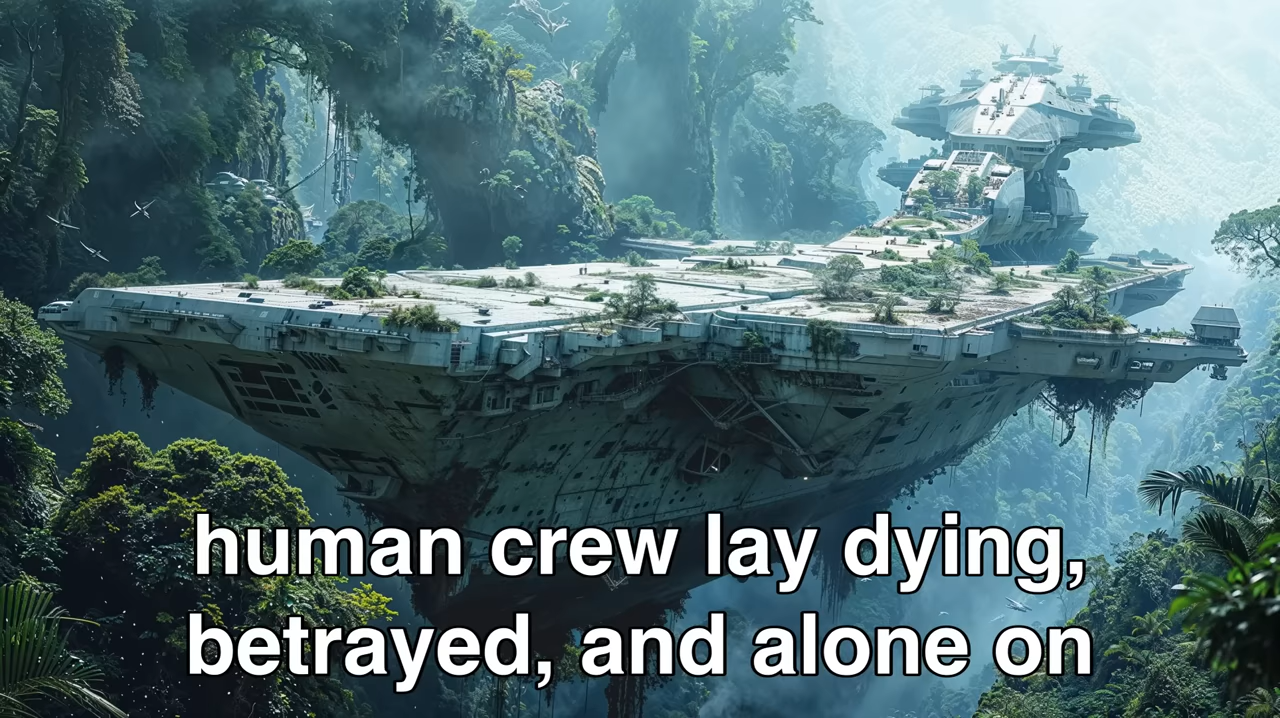 human crew lay dying,
betrayed, and alone on